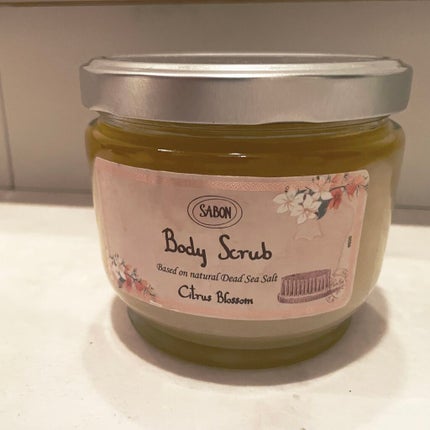 SABON
Body Scrub
Based on natural Dead Sea Salt
Citrus Blossom